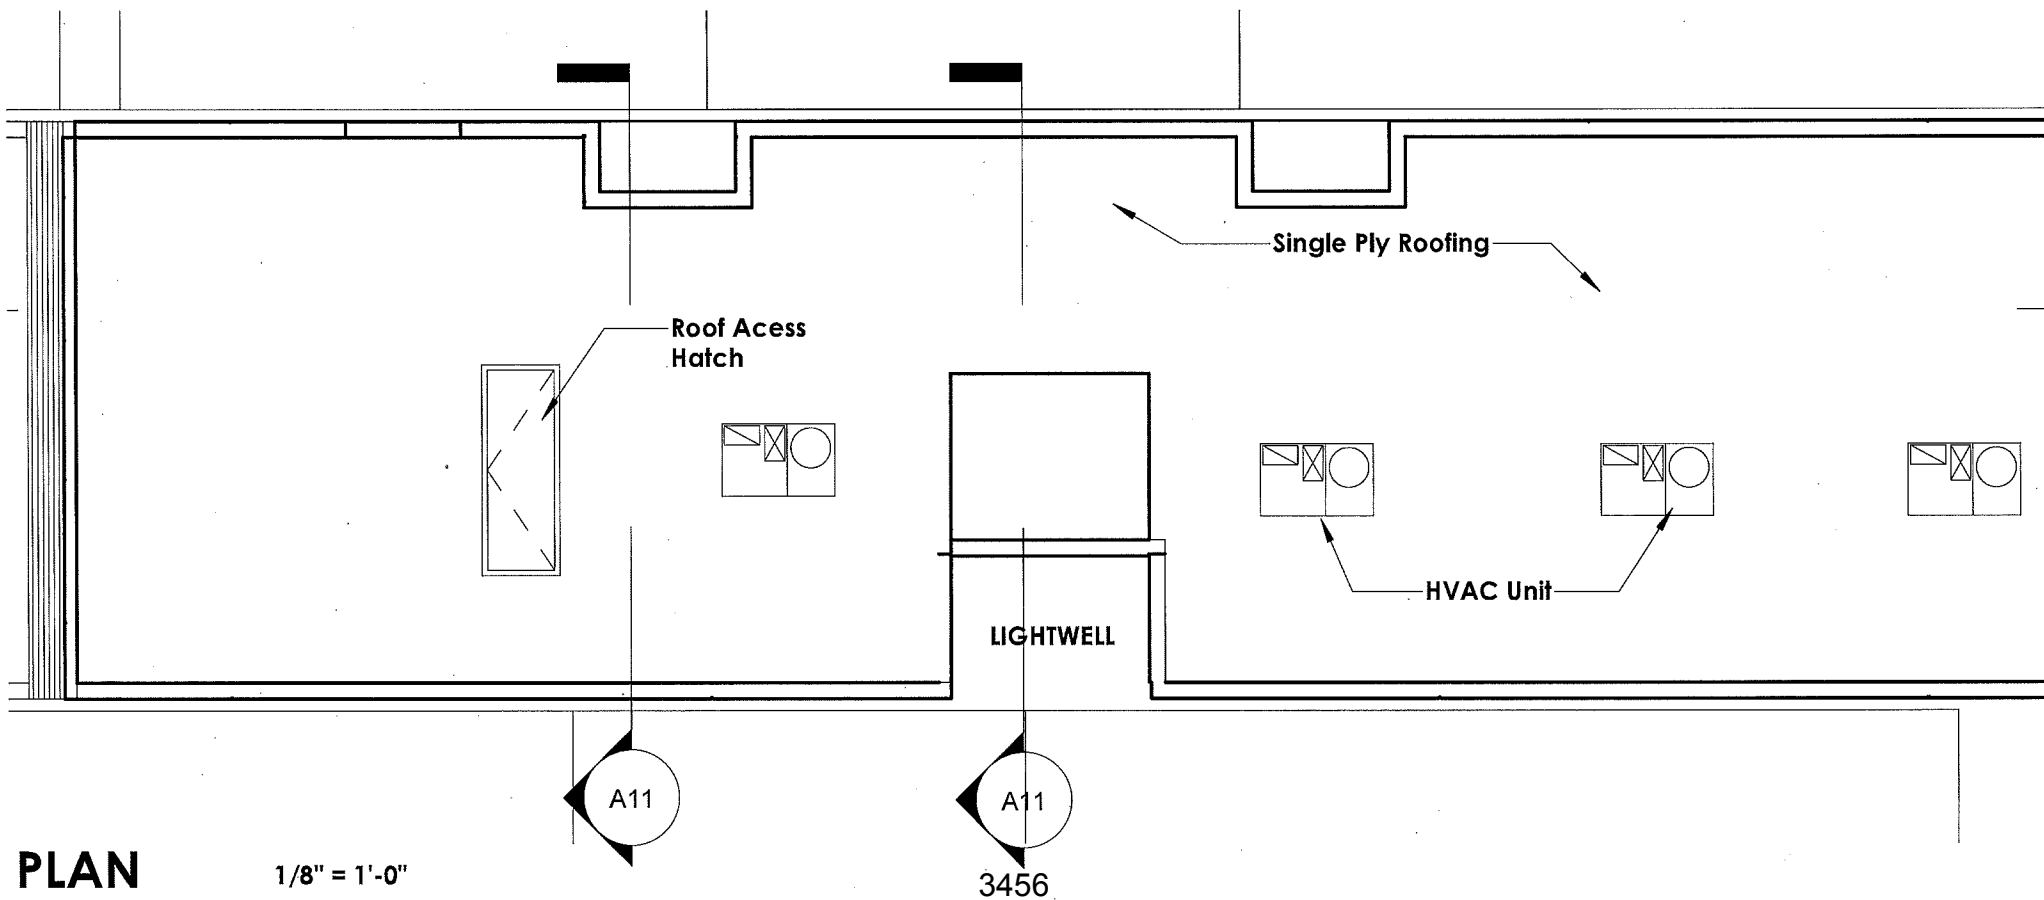 Single Ply Roofing
Roof Acess
Hatch
HVAC Unit
LIGHTWELL
A11
A11
PLAN
1/8" = 1'-0"
3456